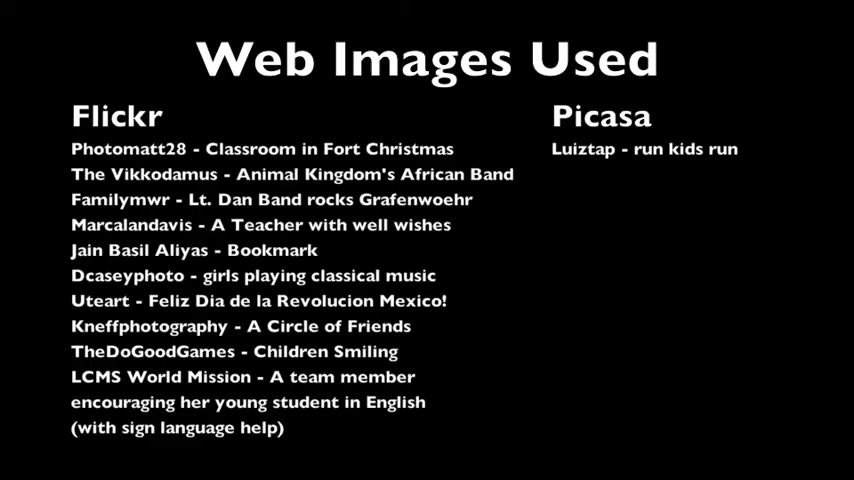 Web Images Used
Flickr
Photomatt28 - Classroom in Fort Christmas
The Vikkodamus - Animal Kingdom's African Band
Familymwr - Lt. Dan Band rocks Grafenwoehr
Marcalandavis - A Teacher with well wishes
Jain Basil Aliyas - Bookmark
Dcaseyphoto - girls playing classical music
Uteart - Feliz Dia de la Revolucion Mexico!
Kneffphotography - A Circle of Friends
TheDoGoodGames - Children Smiling
LCMS World Mission - A team member
encouraging her young student in English
(with sign language help)
Picasa
Luiztap - run kids run